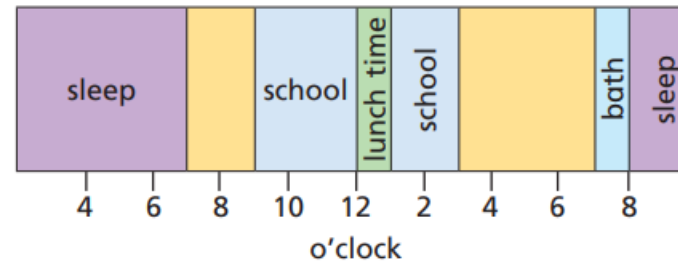 sleep
school
lunch time
school
bath
sleep
4 6 8 10 12 2 4 6 8
o'clock